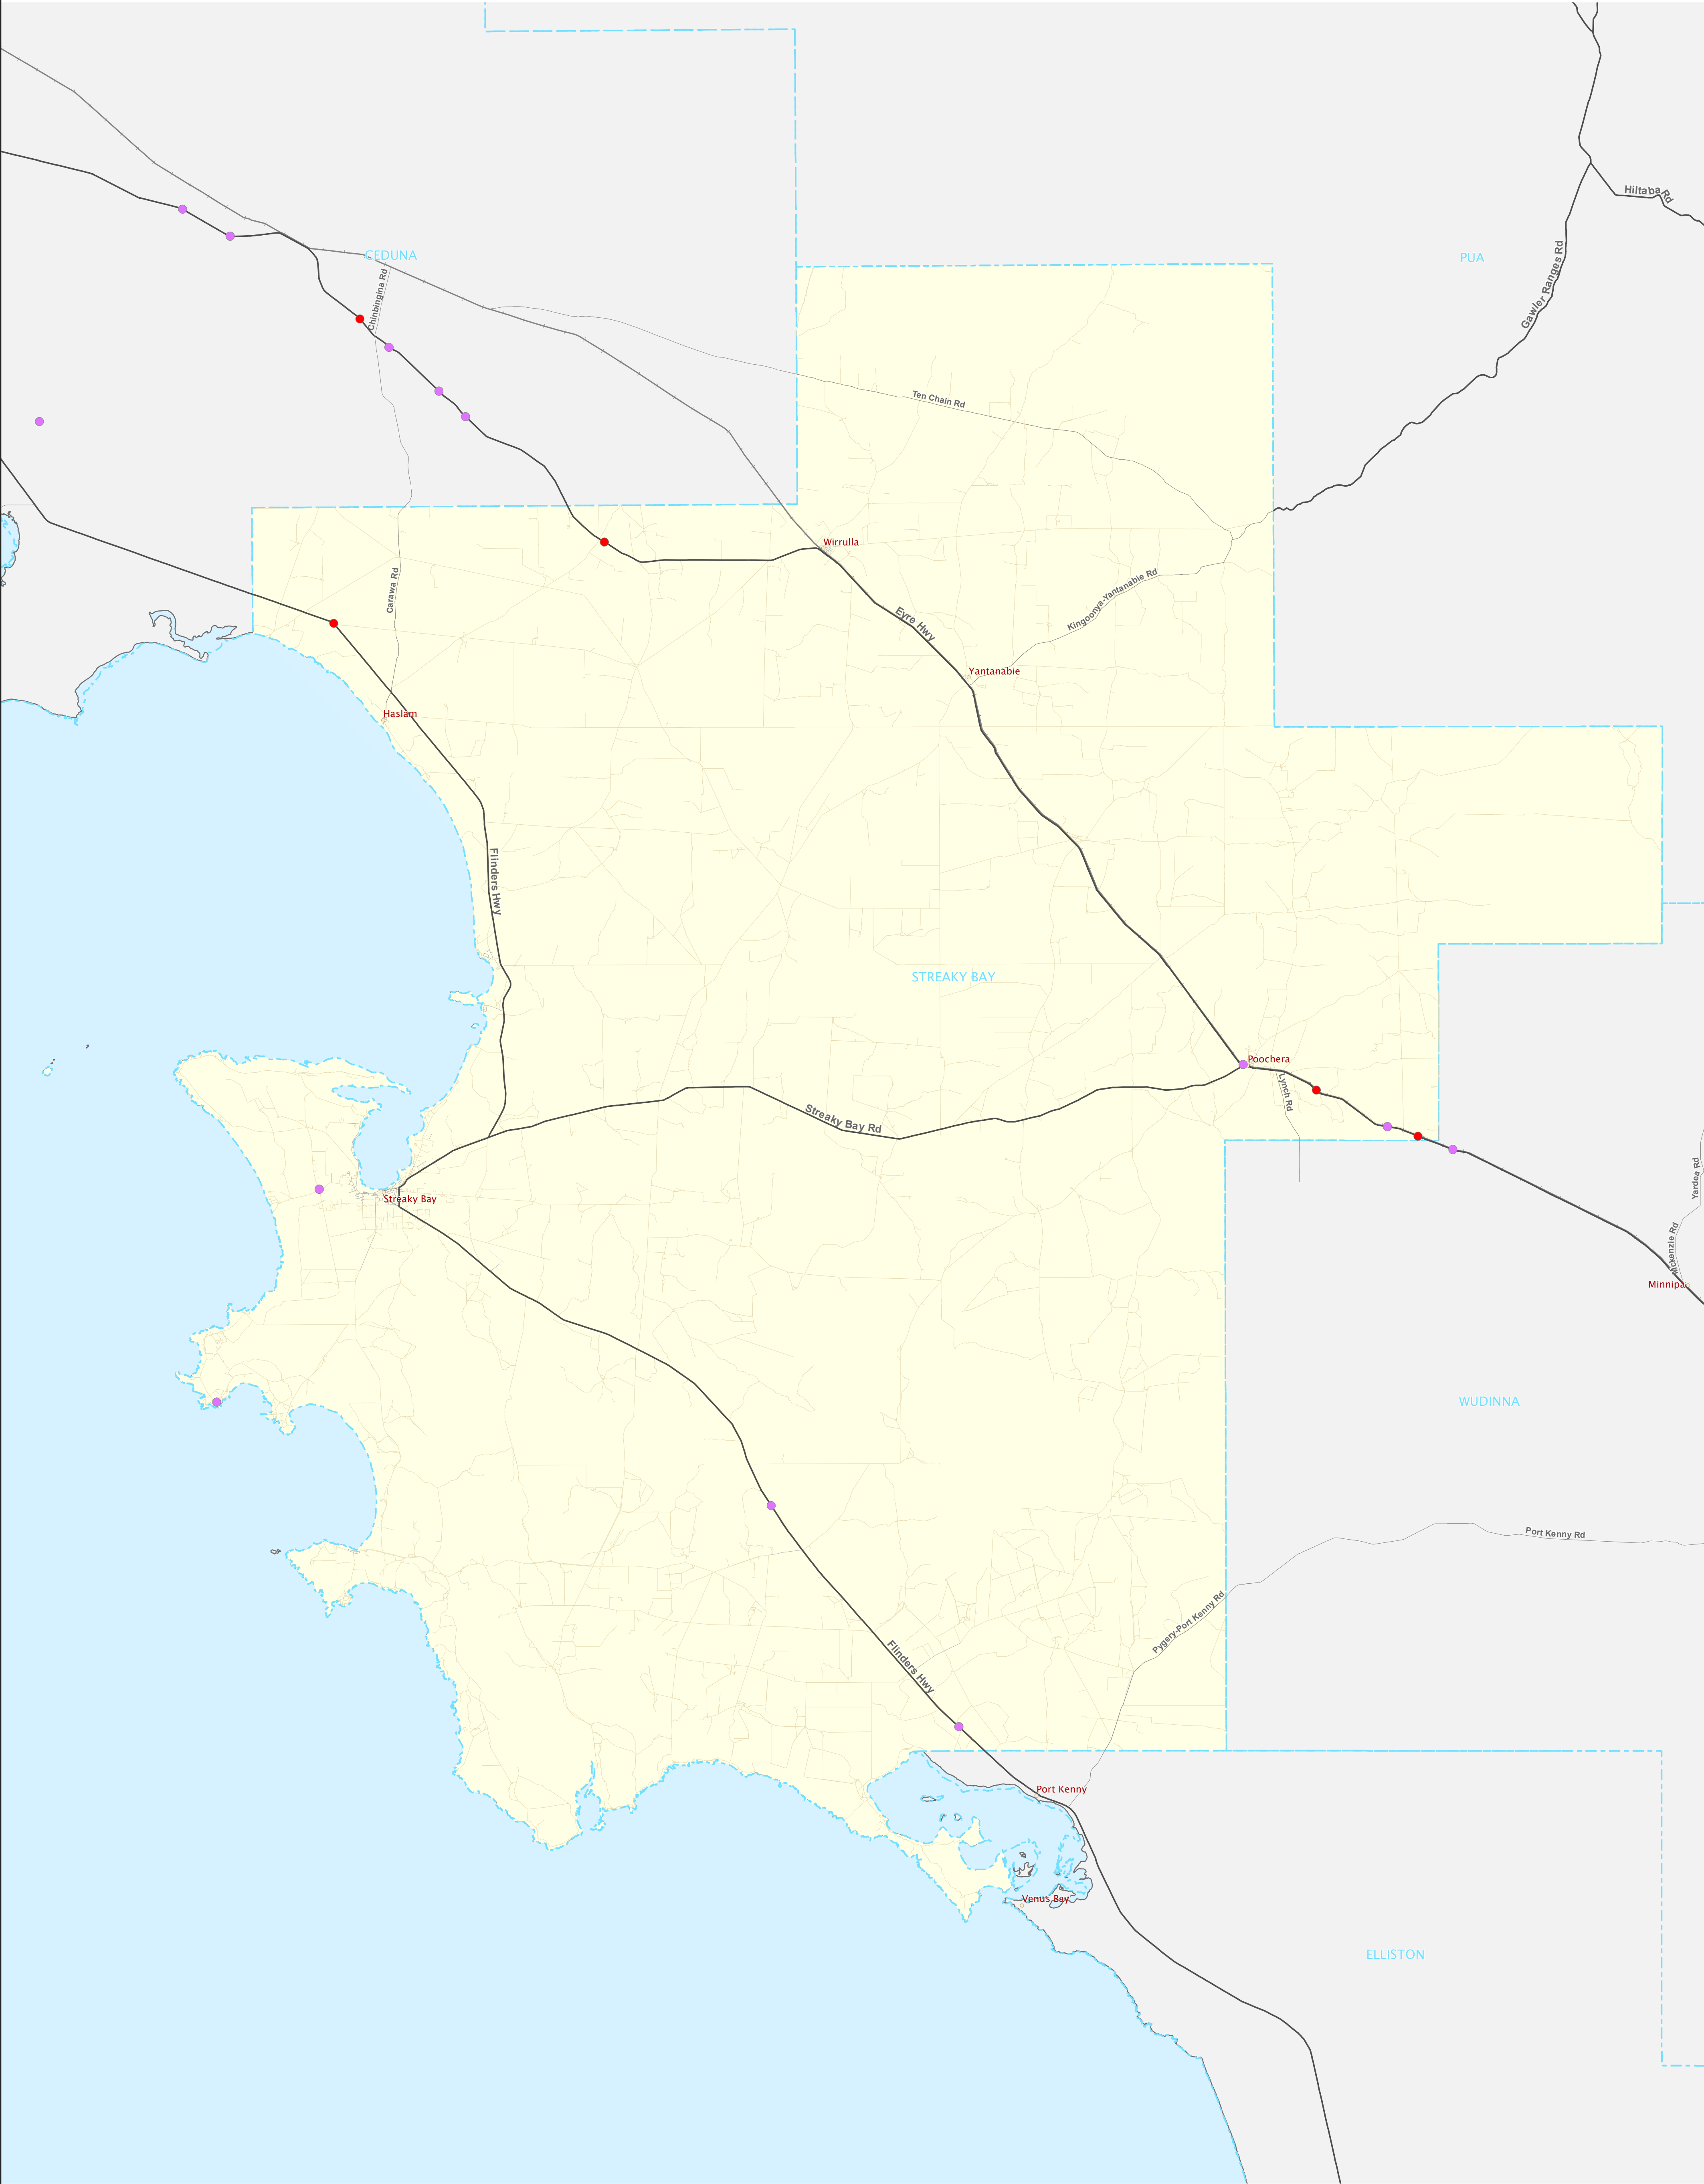 Hiltaba Rd
CEDUNA
PUA
Chinbingina Rd
Gawler Ranges Rd
Ten Chain Rd
Wirrulla
Carawa Rd
Kingoonya-Yantanabie Rd
Eyre Hwy
Yantanabie
Haslam
Flinders Hwy
STREAKY BAY
Poochera
Lynch Rd
Streaky Bay Rd
Yardea Rd
Streaky Bay
Mckenzie Rd
Minnipa
WUDINNA
Port Kenny Rd
Pygery-Port Kenny Rd
Flinders Hwy
Port Kenny
Venus Bay
ELLISTON